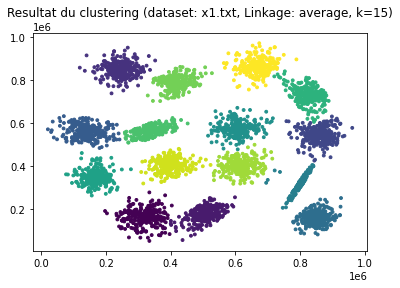 Resultat du clustering (dataset: x1.txt, Linkage: average, k=15)
1e6
1.0
0.8
0.6
0.4
0.2
0.0 0.2 0.4 0.6 0.8 1.0
1e6